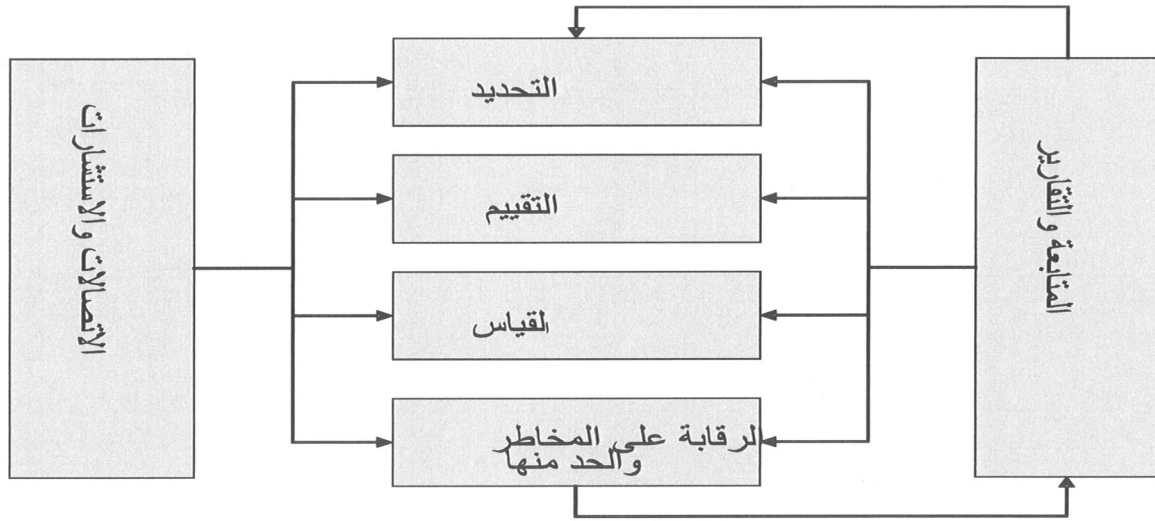 التحديد
التقييم
القياس
الرقابة على المخاطر
والحد منها
المتابعة والتقارير
الاتصالات والاستشارات